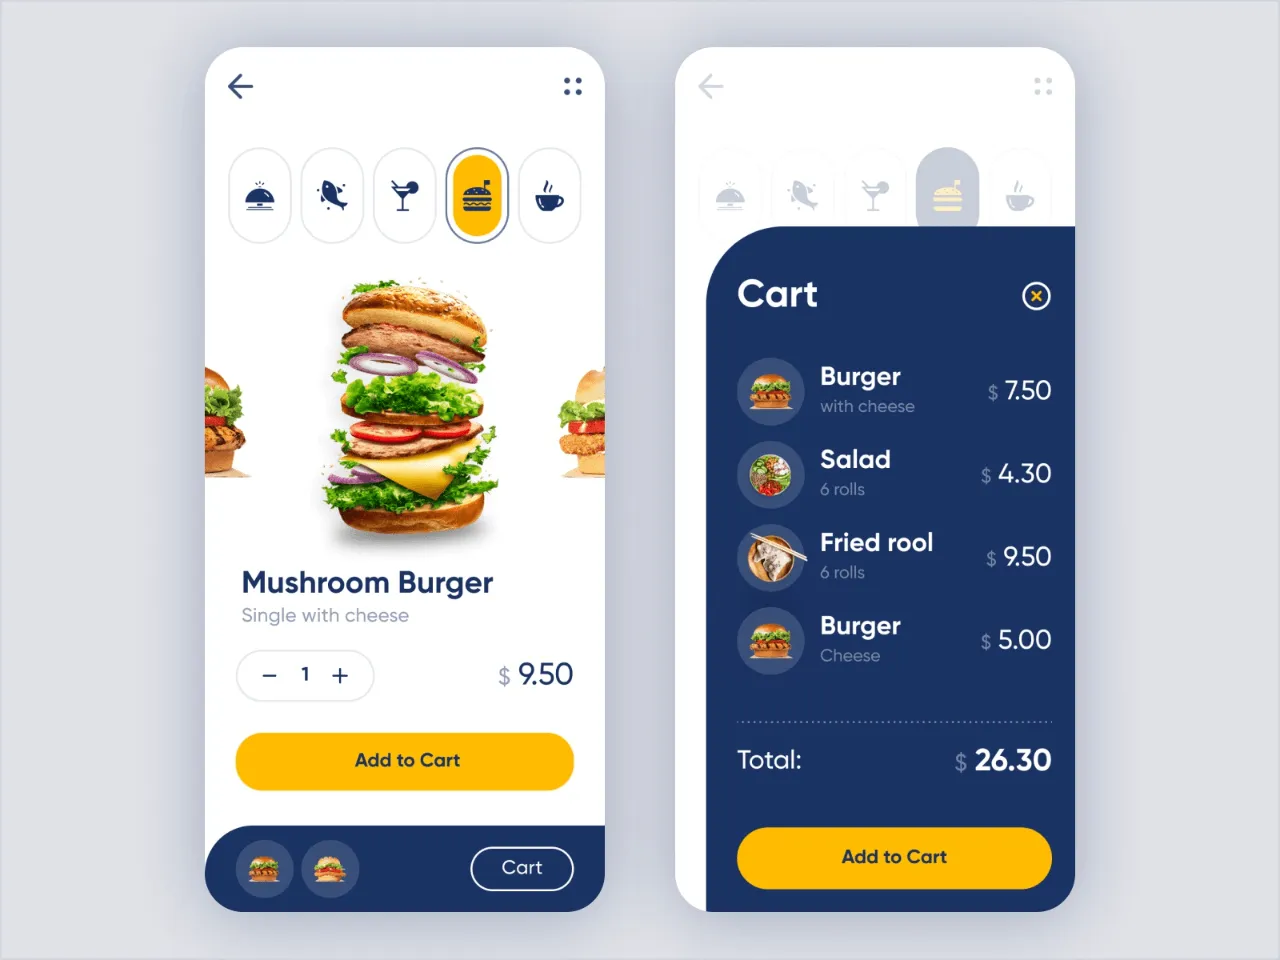 Mushroom Burger
Single with cheese
− 1 +
$ 9.50
Add to Cart
Cart
Cart
Burger
with cheese
$ 7.50
Salad
6 rolls
$ 4.30
Fried rool
6 rolls
$ 9.50
Burger
Cheese
$ 5.00
Total:
$ 26.30
Add to Cart